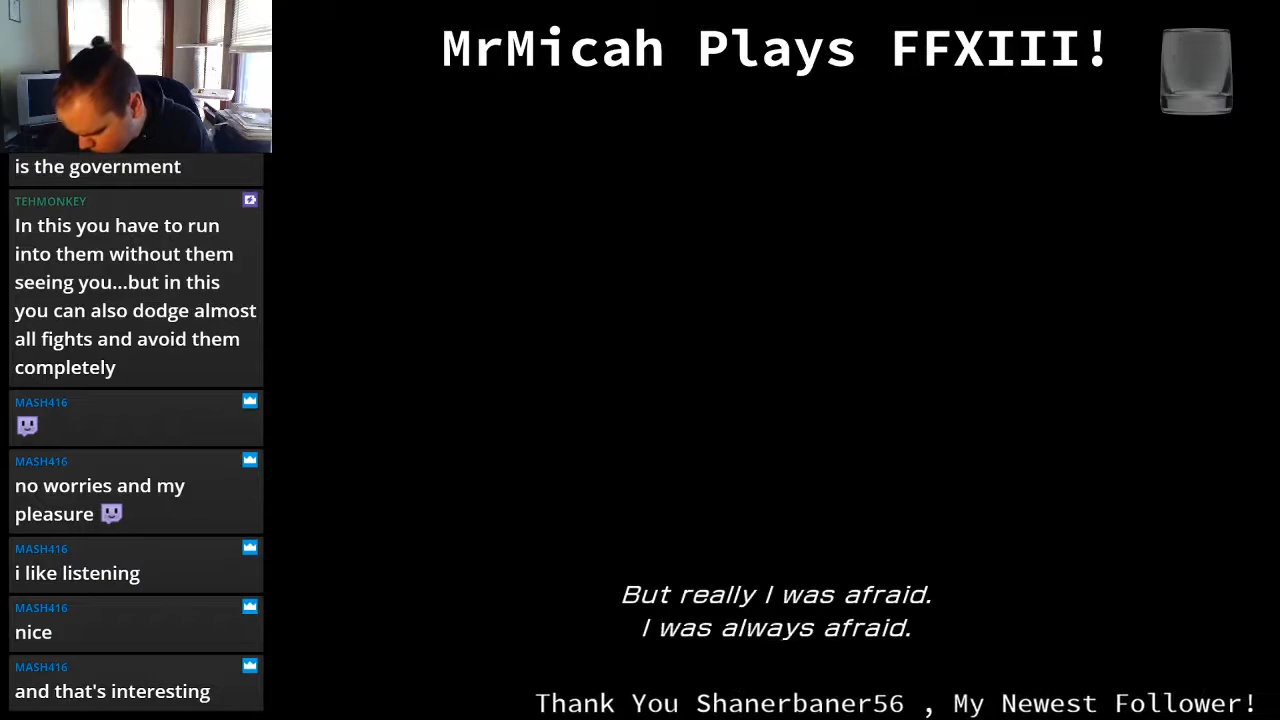 MrMicah Plays FFXIII!
is the government
TEHMONKEY
In this you have to run
into them without them
seeing you...but in this
you can also dodge almost
all fights and avoid them
completely
MASH416
MASH416
no worries and my
pleasure
MASH416
i like listening
MASH416
nice
MASH416
and that's interesting
But really I was afraid.
I was always afraid.
Thank You Shanerbaner56 , My Newest Follower!